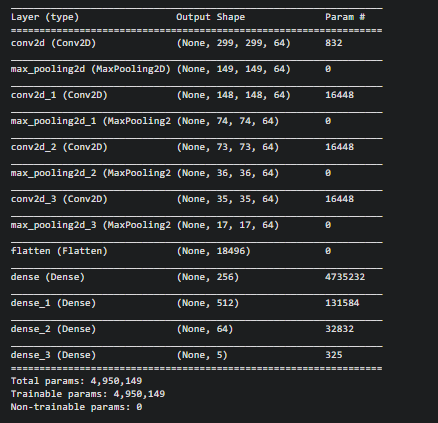 Layer (type) Output Shape Param #
=================================================================
conv2d (Conv2D) (None, 299, 299, 64) 832
_________________________________________________________________
max_pooling2d (MaxPooling2D) (None, 149, 149, 64) 0
_________________________________________________________________
conv2d_1 (Conv2D) (None, 148, 148, 64) 16448
_________________________________________________________________
max_pooling2d_1 (MaxPooling2 (None, 74, 74, 64) 0
_________________________________________________________________
conv2d_2 (Conv2D) (None, 73, 73, 64) 16448
_________________________________________________________________
max_pooling2d_2 (MaxPooling2 (None, 36, 36, 64) 0
_________________________________________________________________
conv2d_3 (Conv2D) (None, 35, 35, 64) 16448
_________________________________________________________________
max_pooling2d_3 (MaxPooling2 (None, 17, 17, 64) 0
_________________________________________________________________
flatten (Flatten) (None, 18496) 0
_________________________________________________________________
dense (Dense) (None, 256) 4735232
_________________________________________________________________
dense_1 (Dense) (None, 512) 131584
_________________________________________________________________
dense_2 (Dense) (None, 64) 32832
_________________________________________________________________
dense_3 (Dense) (None, 5) 325
=================================================================
Total params: 4,950,149
Trainable params: 4,950,149
Non-trainable params: 0